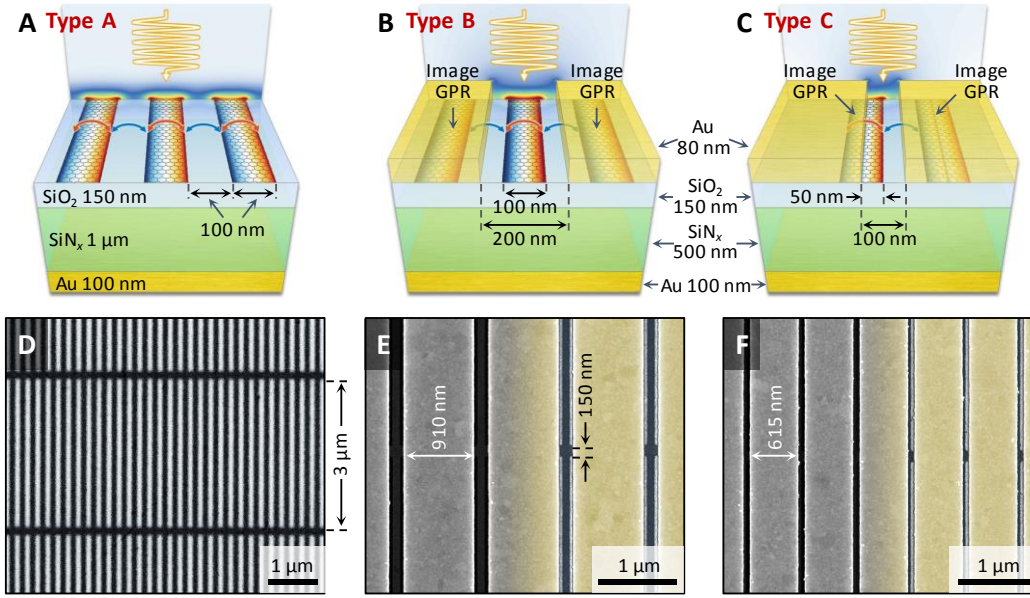 A Type A
SiO₂ 150 nm
100 nm
SiNₓ 1 µm
Au 100 nm
B Type B
Image
GPR
Image
GPR
100 nm
200 nm
Au
80 nm
SiO₂
150 nm
SiNₓ
500 nm
Au 100 nm
C Type C
Image
GPR
Image
GPR
50 nm
100 nm
D
3 µm
1 µm
E
910 nm
150 nm
1 µm
F
615 nm
1 µm